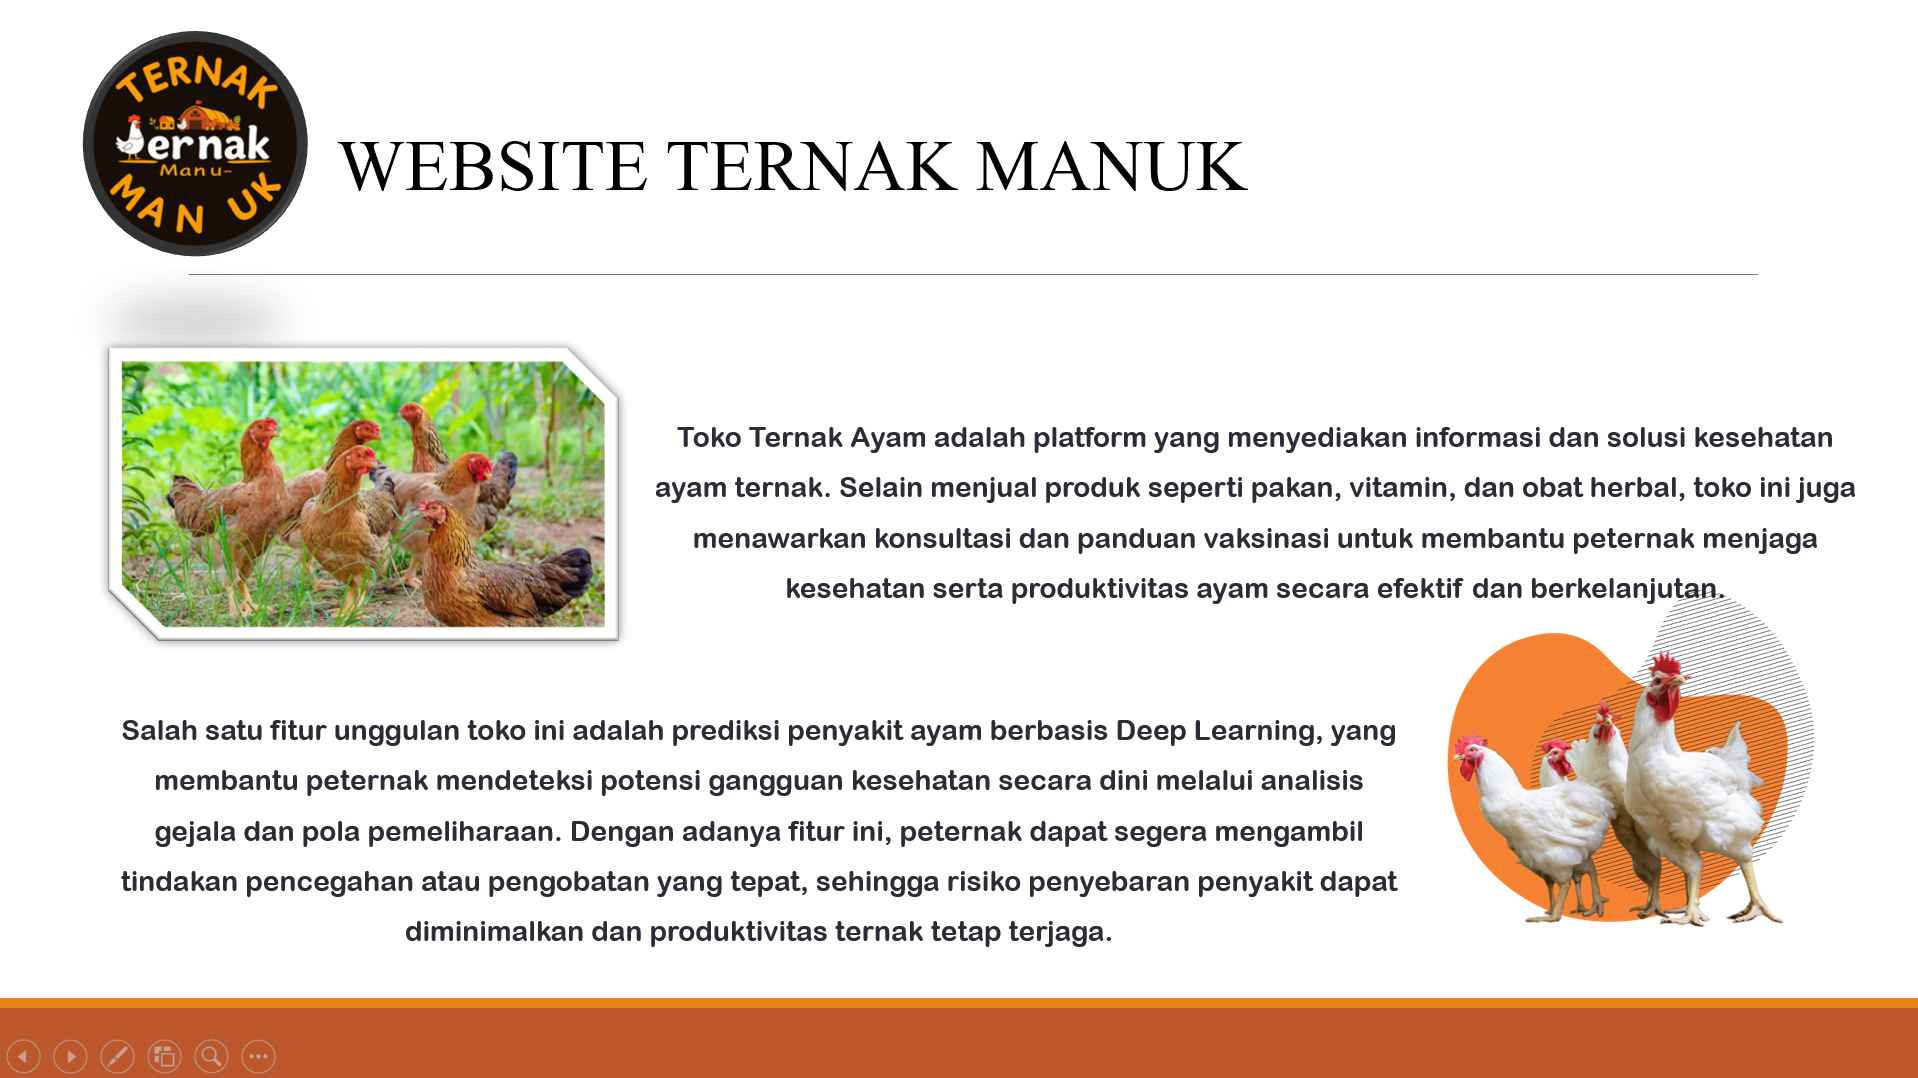 TERNAK
Jernak
Manu-
MAN UK
WEBSITE TERNAK MANUK
Toko Ternak Ayam adalah platform yang menyediakan informasi dan solusi kesehatan
ayam ternak. Selain menjual produk seperti pakan, vitamin, dan obat herbal, toko ini juga
menawarkan konsultasi dan panduan vaksinasi untuk membantu peternak menjaga
kesehatan serta produktivitas ayam secara efektif dan berkelanjutan.
Salah satu fitur unggulan toko ini adalah prediksi penyakit ayam berbasis Deep Learning, yang
membantu peternak mendeteksi potensi gangguan kesehatan secara dini melalui analisis
gejala dan pola pemeliharaan. Dengan adanya fitur ini, peternak dapat segera mengambil
tindakan pencegahan atau pengobatan yang tepat, sehingga risiko penyebaran penyakit dapat
diminimalkan dan produktivitas ternak tetap terjaga.